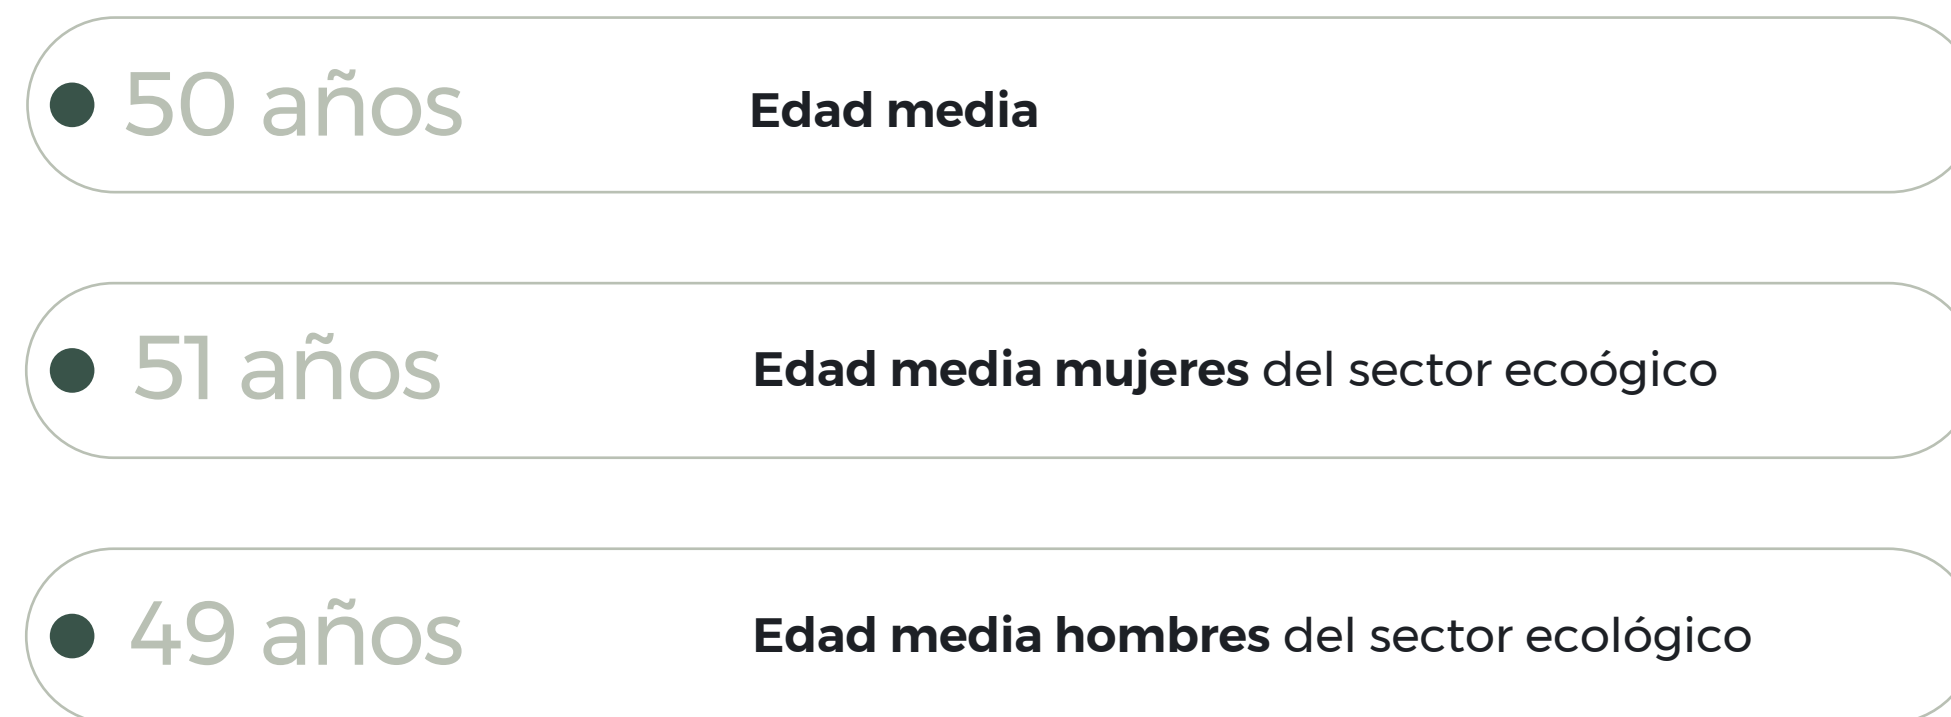 50 años Edad media
51 años Edad media mujeres del sector ecoógico
49 años Edad media hombres del sector ecológico